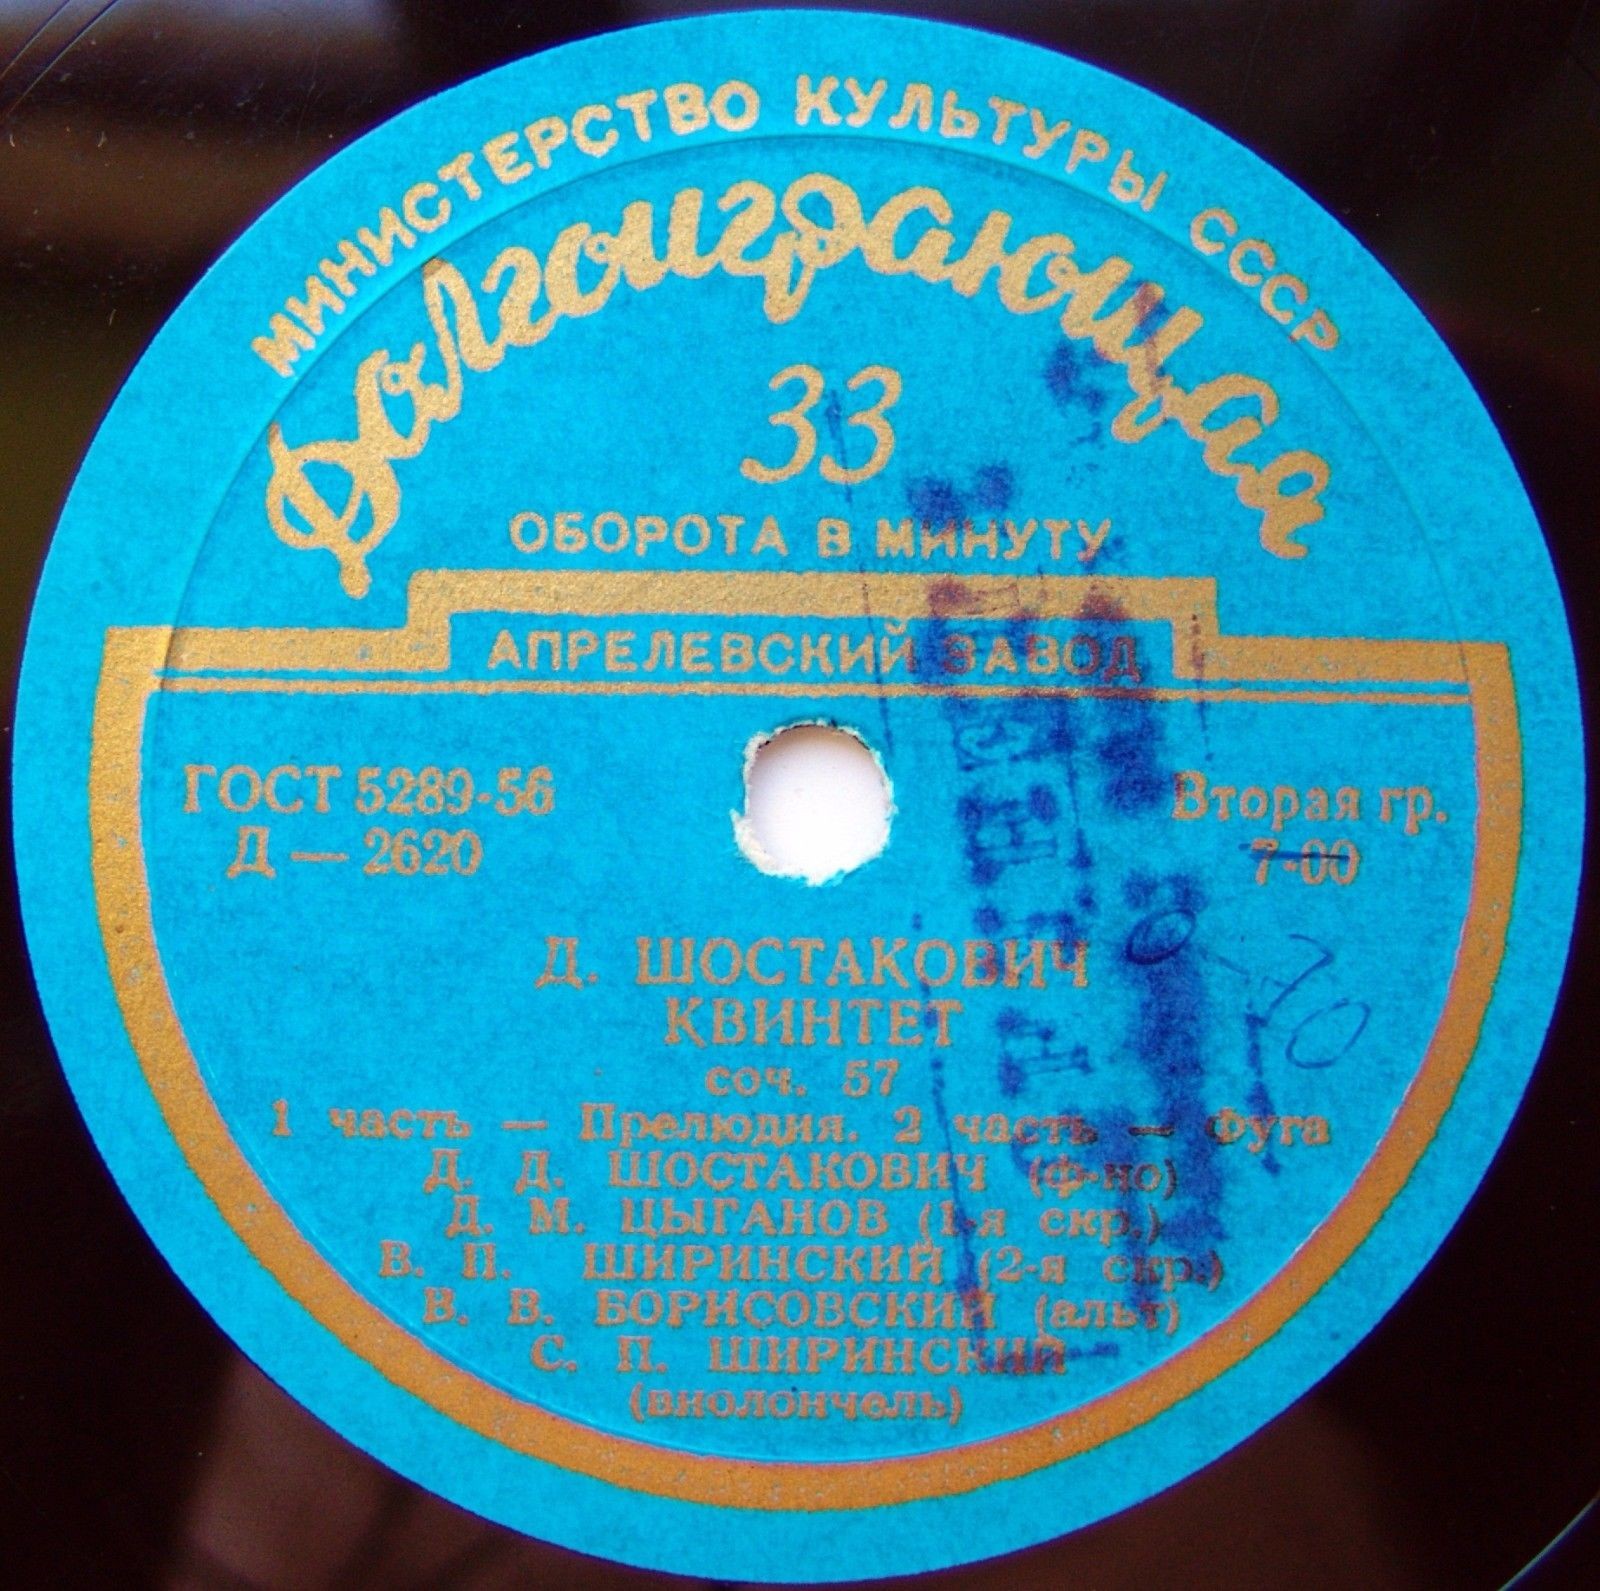 МИНИСТЕРСТВО КУЛЬТУРЫ СССР
Долгоиграющая
33
ОБОРОТА В МИНУТУ
АПРЕЛЕВСКИЙ ЗАВОД
ГОСТ 5289-56
Д — 2620
Вторая гр.
7-00
Д. ШОСТАКОВИЧ
КВИНТЕТ
соч. 57
1 часть — Прелюдия. 2 часть — Фуга
Д. Д. ШОСТАКОВИЧ (ф-но)
Д. М. ЦЫГАНОВ (1-я скр.)
В. П. ШИРИНСКИЙ (2-я скр.)
В. В. БОРИСОВСКИЙ (альт)
С. П. ШИРИНСКИЙ
(виолончель)